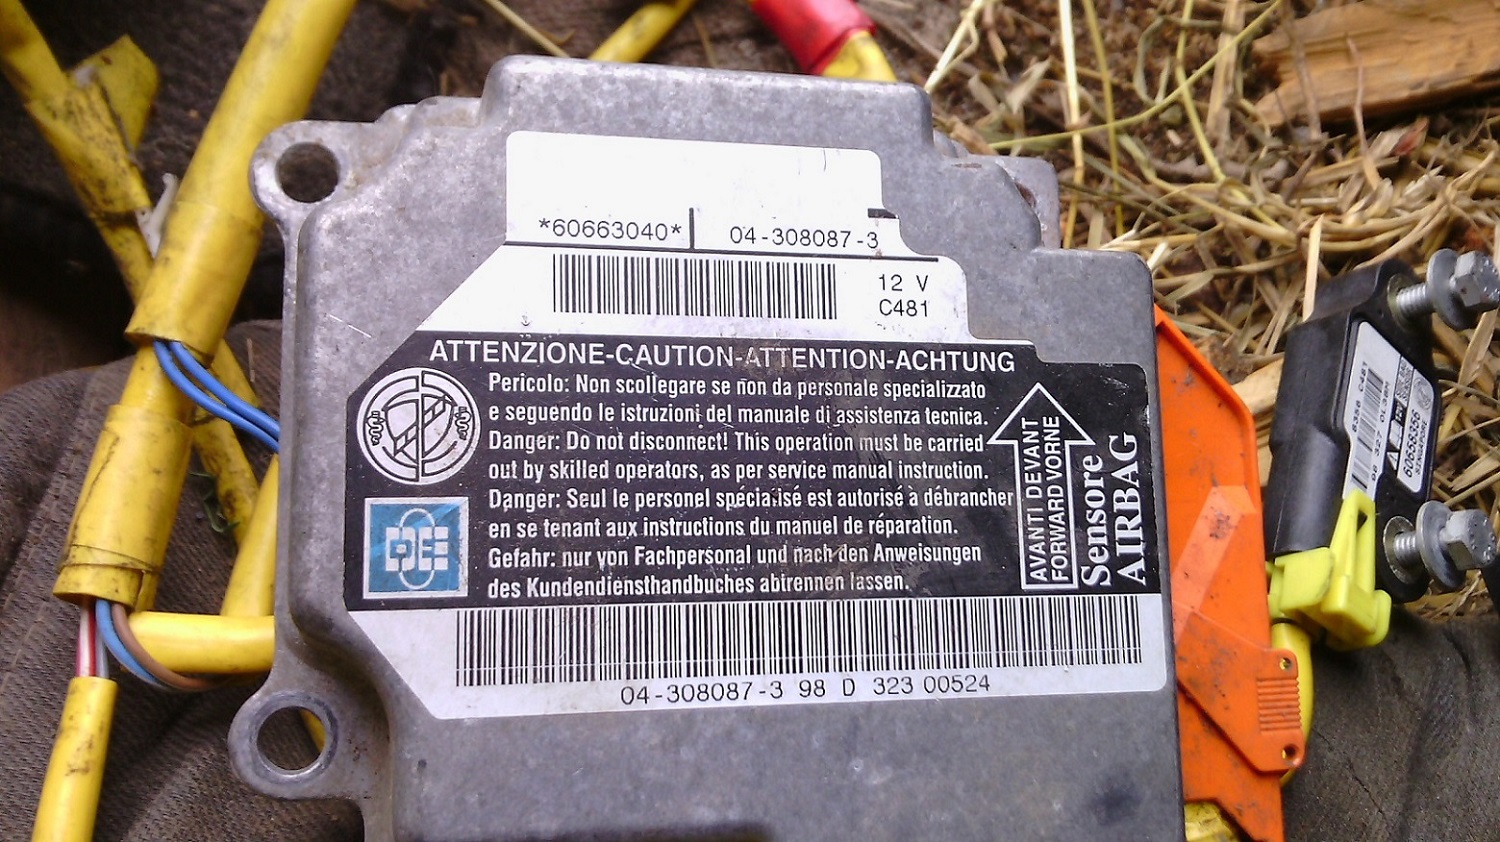 *60663040* 04-308087-3
12 V
C481
ATTENZIONE-CAUTION-ATTENTION-ACHTUNG
Pericolo: Non scollegare se non da personale specializzato
e seguendo le istruzioni del manuale di assistenza tecnica.
Danger: Do not disconnect! This operation must be carried
out by skilled operators, as per service manual instruction.
Danger: Seul le personel spécialisé est autorisé à débrancher
en se tenant aux instructions du manuel de réparation.
Gefahr: nur von Fachpersonal und nach den Anweisungen
des Kundendiensthandbuches abtrennen lassen.
AVANTI DEVANT
FORWARD VORNE
Sensore
AIRBAG
04-308087-3 98 D 323 00524
60658356
SINGAPORE